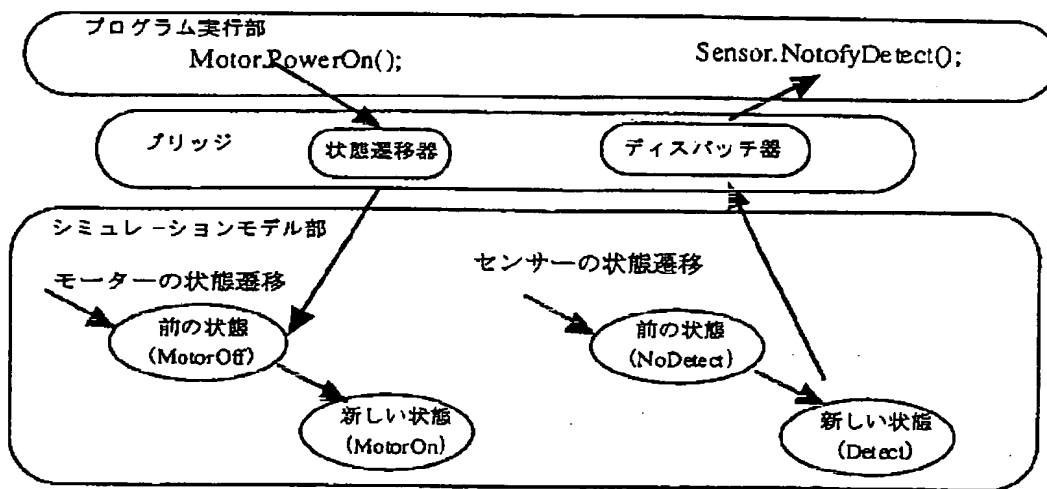 プログラム実行部
Motor.PowerOn();
Sensor.NotofyDetect();
ブリッジ
状態遷移器
ディスパッチ器
シミュレーションモデル部
モーターの状態遷移
センサーの状態遷移
前の状態
(MotorOff)
新しい状態
(MotorOn)
前の状態
(NoDetect)
新しい状態
(Detect)